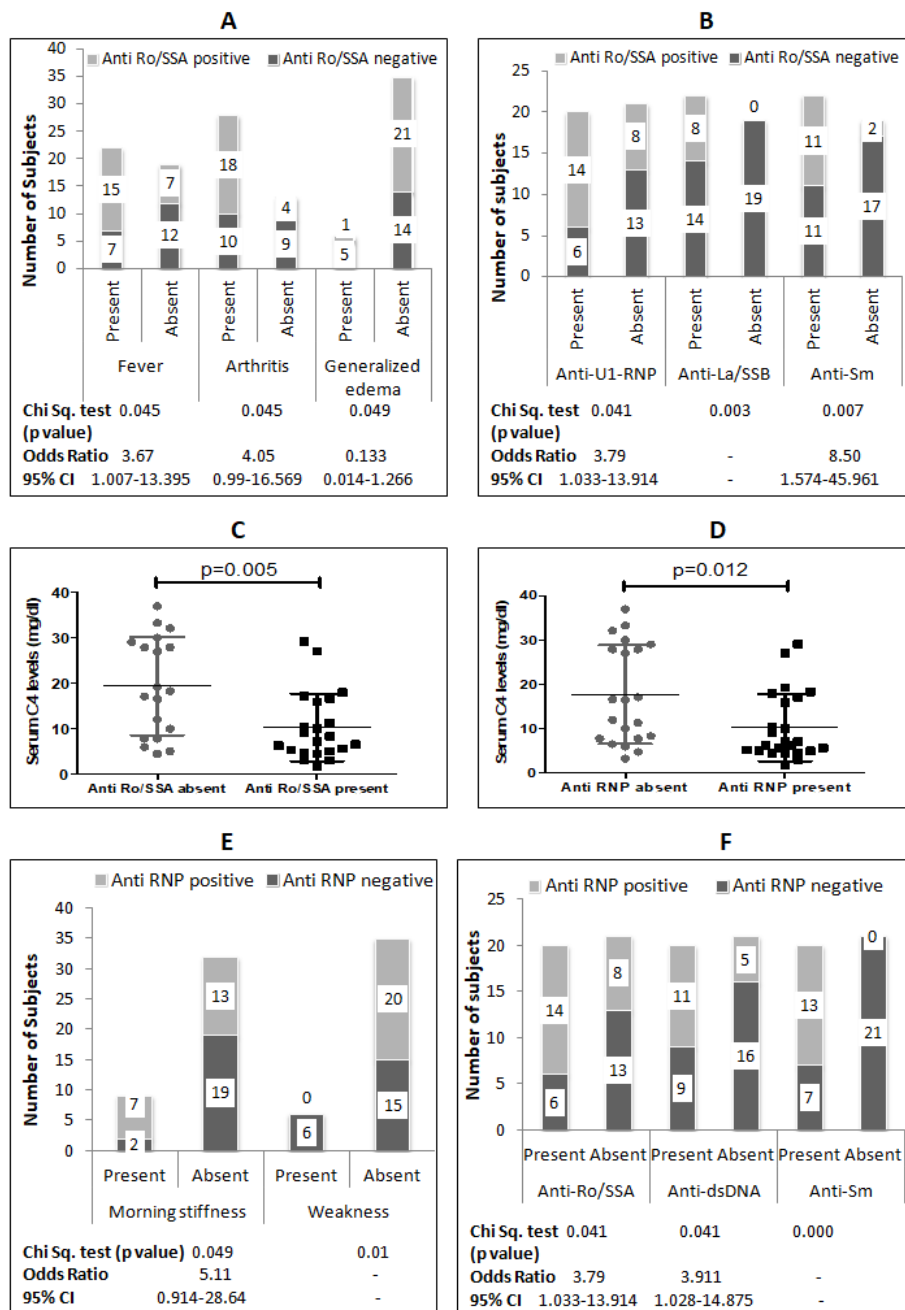 A
Anti Ro/SSA positive Anti Ro/SSA negative
Number of Subjects
40
35
30
25
20
15
10
5
0
15
7
7
12
18
10
4
9
1
5
21
14
Present
Absent
Present
Absent
Present
Absent
Fever
Arthritis
Generalized
edema
Chi Sq. test 0.045 0.045 0.049
(p value)
Odds Ratio 3.67 4.05 0.133
95% CI 1.007-13.395 0.99-16.569 0.014-1.266
B
Anti Ro/SSA positive Anti Ro/SSA negative
Number of subjects
25
20
15
10
5
0
14
6
8
13
8
14
0
19
11
11
2
17
Present
Absent
Present
Absent
Present
Absent
Anti-U1-RNP
Anti-La/SSB
Anti-Sm
Chi Sq. test 0.041 0.003 0.007
(p value)
Odds Ratio 3.79 - 8.50
95% CI 1.033-13.914 - 1.574-45.961
C
p=0.005
Serum C4 levels (mg/dl)
40
30
20
10
0
Anti Ro/SSA absent Anti Ro/SSA present
D
p=0.012
Serum C4 levels (mg/dl)
40
30
20
10
0
Anti RNP absent Anti RNP present
E
Anti RNP positive Anti RNP negative
Number of Subjects
40
35
30
25
20
15
10
5
0
7
2
13
19
0
6
20
15
Present Absent Present Absent
Morning stiffness Weakness
Chi Sq. test (p value) 0.049 0.01
Odds Ratio 5.11 -
95% CI 0.914-28.64 -
F
Anti RNP positive Anti RNP negative
Number of subjects
25
20
15
10
5
0
14
6
8
13
11
9
5
16
13
7
0
21
Present Absent Present Absent Present Absent
Anti-Ro/SSA Anti-dsDNA Anti-Sm
Chi Sq. test 0.041 0.041 0.000
(p value)
Odds Ratio 3.79 3.911 -
95% CI 1.033-13.914 1.028-14.875 -